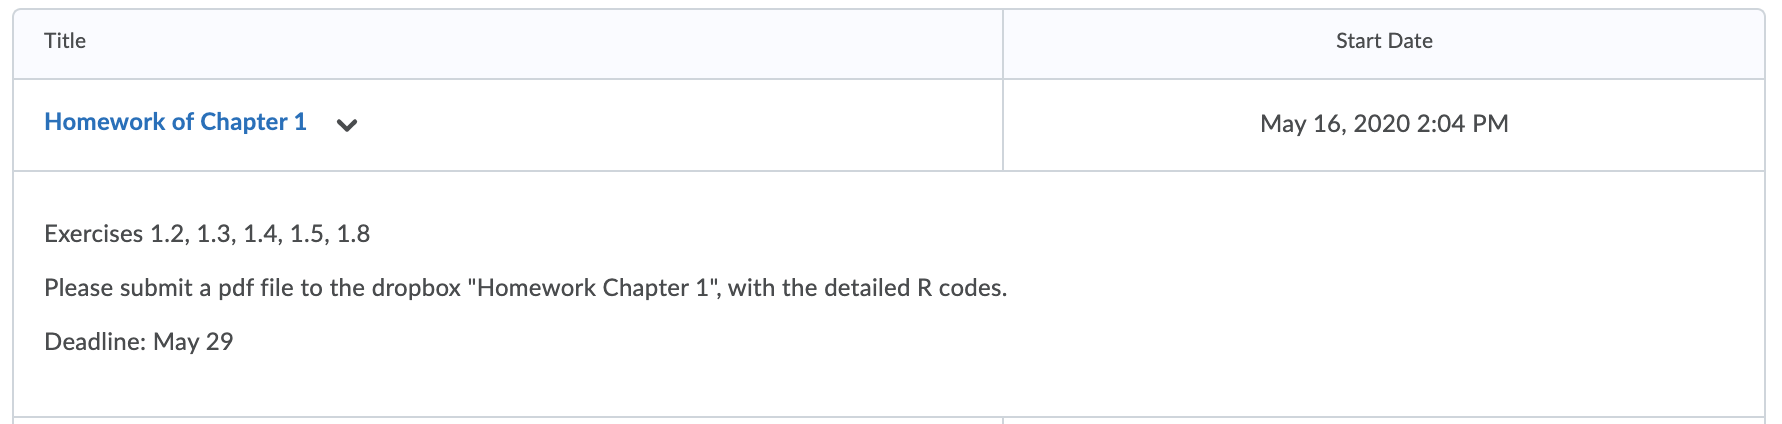 Title
Start Date
Homework of Chapter 1
May 16, 2020 2:04 PM
Exercises 1.2, 1.3, 1.4, 1.5, 1.8
Please submit a pdf file to the dropbox "Homework Chapter 1", with the detailed R codes.
Deadline: May 29